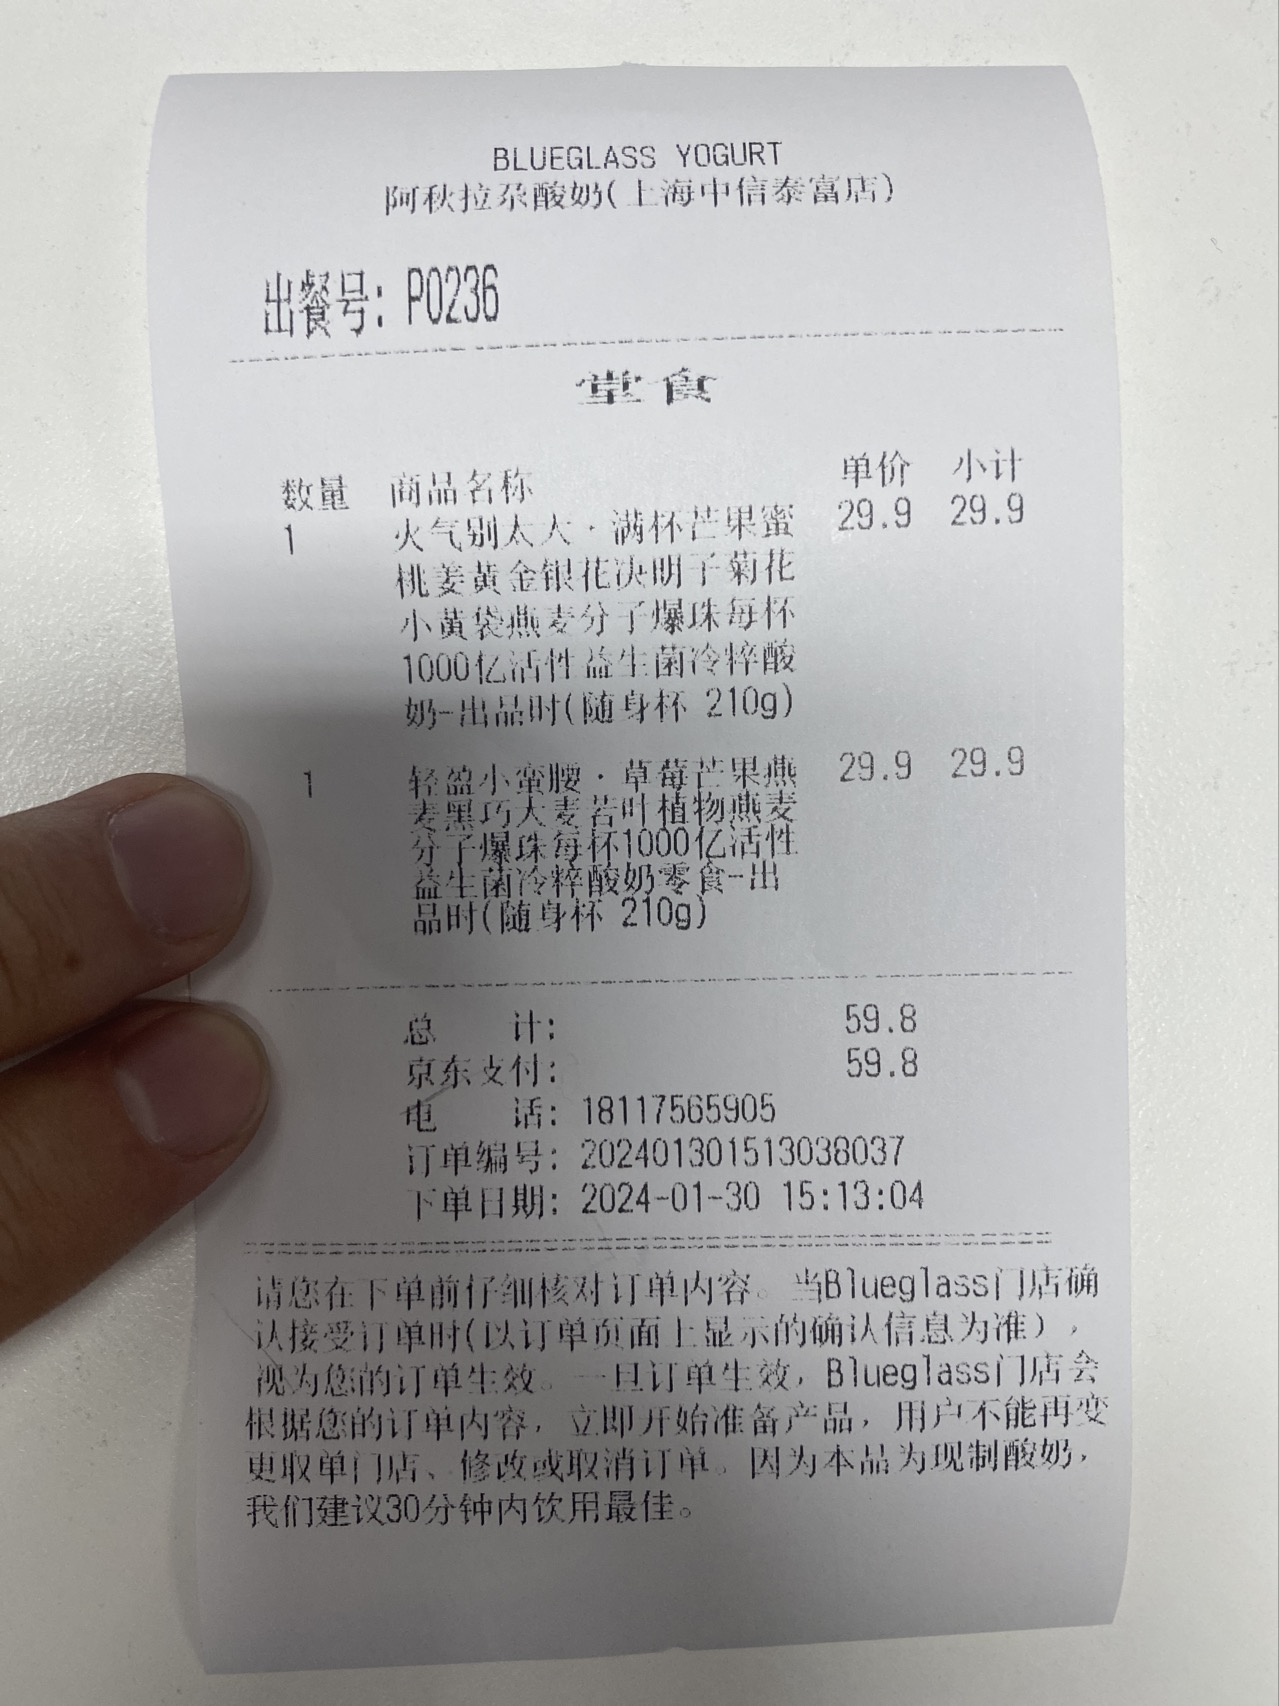 BLUEGLASS YOGURT
阿秋拉尕酸奶(上海中信泰富店)
出餐号: P0236
堂食
数量 商品名称 单价 小计
1 火气别太大·满杯芒果蜜 29.9 29.9
桃姜黄金银花决明子菊花
小黄袋燕麦分子爆珠每杯
1000亿活性益生菌冷粹酸
奶-出品时(随身杯 210g)
1 轻盈小蛮腰·草莓芒果燕 29.9 29.9
麦黑巧大麦若叶植物燕麦
分子爆珠每杯1000亿活性
益生菌冷粹酸奶零食-出
品时(随身杯 210g)
总 计: 59.8
京东支付: 59.8
电 话: 18117565905
订单编号: 202401301513038037
下单日期: 2024-01-30 15:13:04
请您在下单前仔细核对订单内容。当Blueglass门店确
认接受订单时(以订单页面上显示的确认信息为准),
视为您的订单生效。一旦订单生效, Blueglass门店会
根据您的订单内容, 立即开始准备产品, 用户不能再变
更取单门店、修改或取消订单。因为本品为现制酸奶,
我们建议30分钟内饮用最佳。